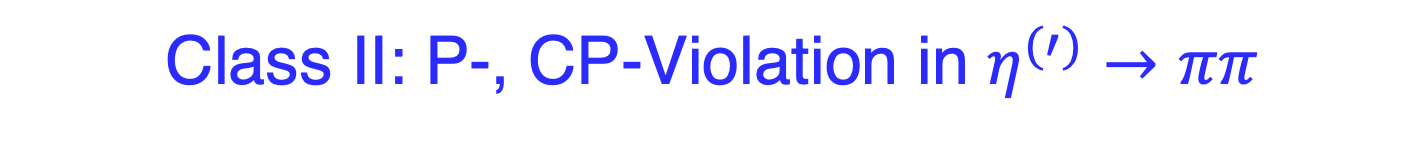 Class II: P-, CP-Violation in η⁽′⁾ → ππ